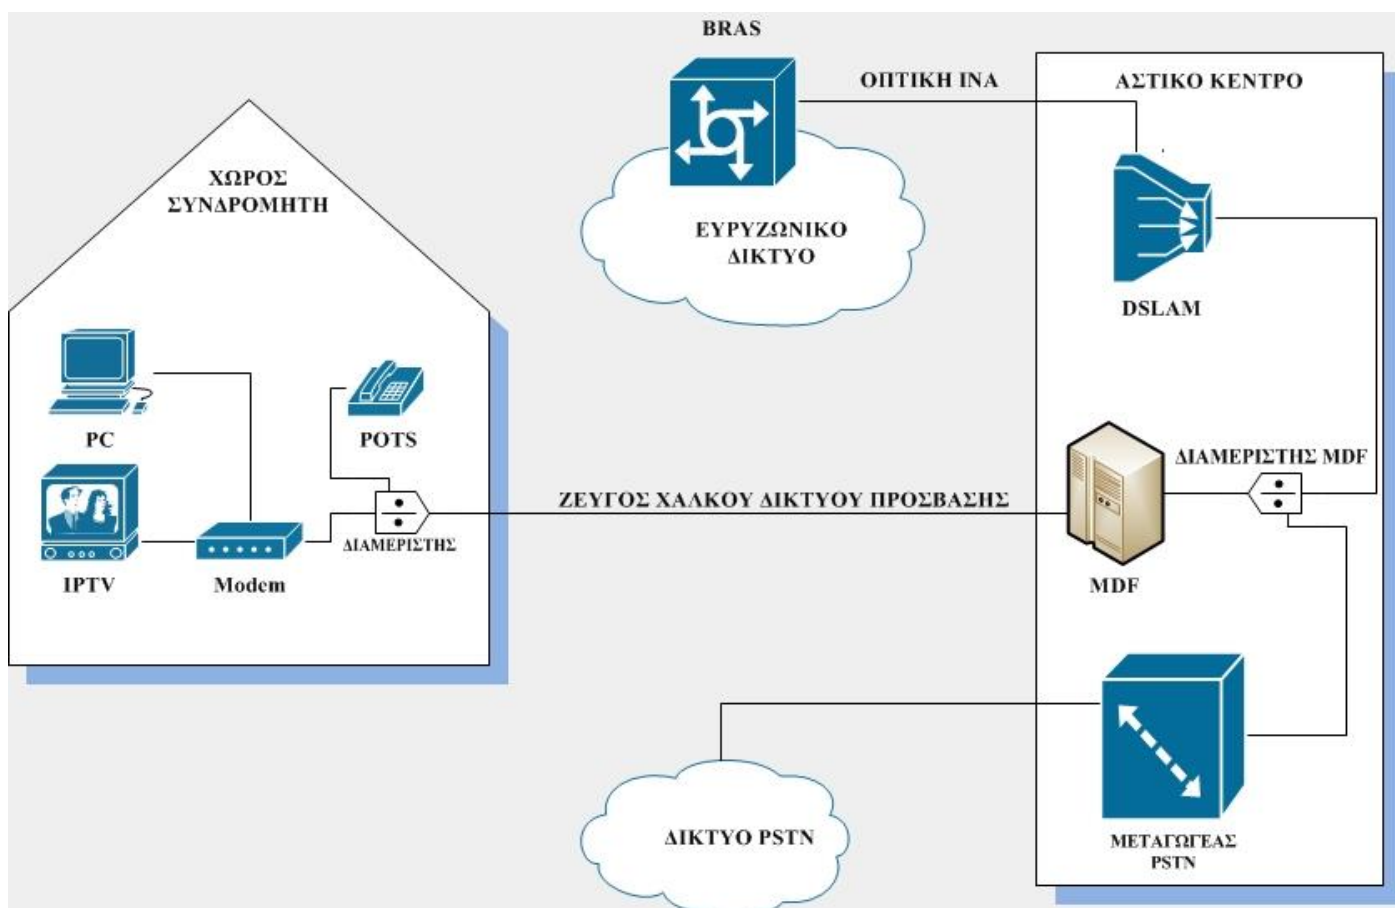 BRAS
ΟΠΤΙΚΗ ΙΝΑ
ΑΣΤΙΚΟ ΚΕΝΤΡΟ
ΧΩΡΟΣ
ΣΥΝΔΡΟΜΗΤΗ
ΕΥΡΥΖΩΝΙΚΟ
ΔΙΚΤΥΟ
DSLAM
PC
POTS
ΔΙΑΜΕΡΙΣΤΗΣ MDF
ΖΕΥΓΟΣ ΧΑΛΚΟΥ ΔΙΚΤΥΟΥ ΠΡΟΣΒΑΣΗΣ
ΔΙΑΜΕΡΙΣΤΗΣ
IPTV
Modem
MDF
ΔΙΚΤΥΟ PSTN
ΜΕΤΑΓΩΓΕΑΣ
PSTN